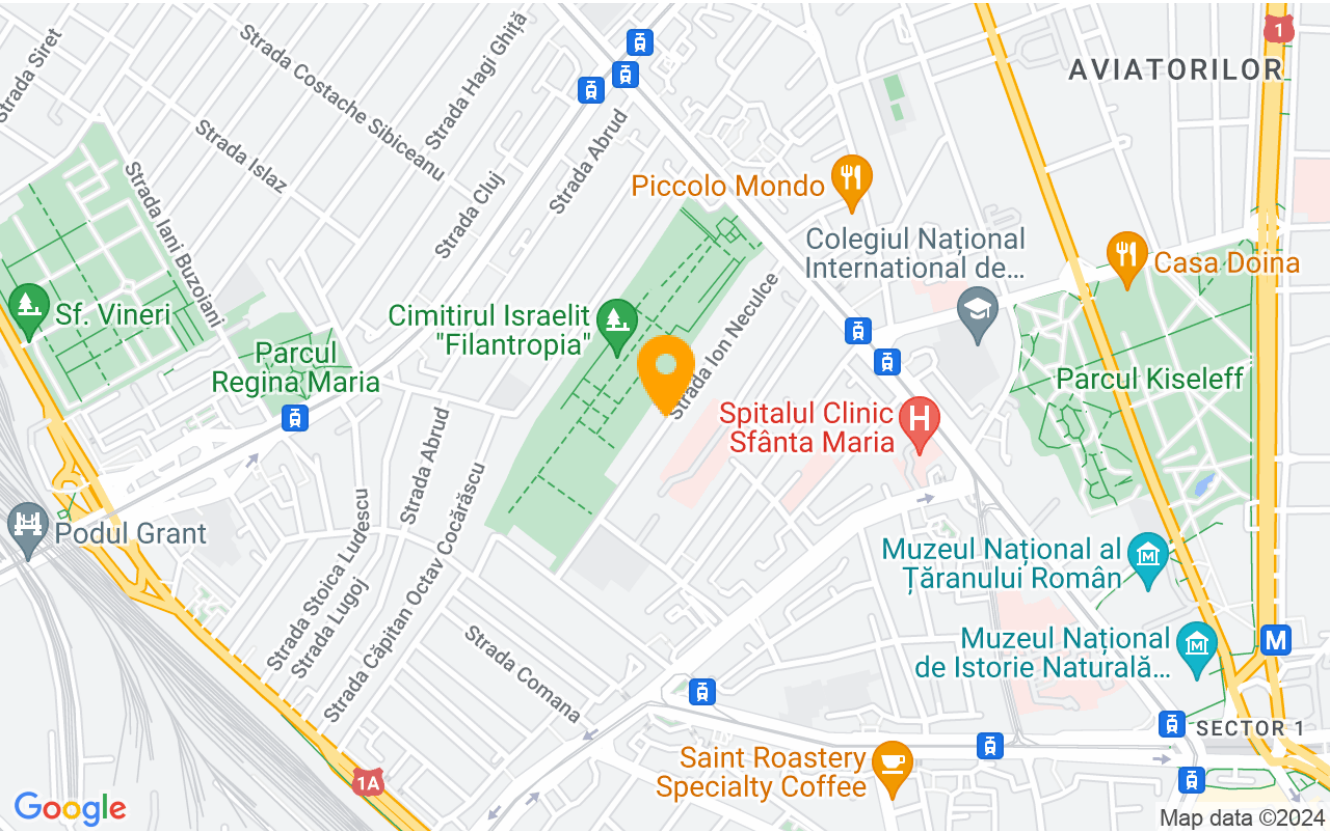 Strada Siret
Strada Costache Sibiceanu
Strada Hagi Ghiță
1
AVIATORILOR
Strada Islaz
Strada Abrud
Strada Iani Buzoiani
Strada Cluj
Piccolo Mondo
Colegiul Național
International de...
Casa Doina
Sf. Vineri
Cimitirul Israelit
"Filantropia"
Strada Ion Neculce
Parcul
Regina Maria
Parcul Kiseleff
Spitalul Clinic
Sfânta Maria
H
Strada Abrud
Strada Căpitan Octav Cocărăscu
Strada Stoica Ludescu
Strada Lugoj
Podul Grant
Muzeul Național al
Țăranului Român
M
Strada Comana
Muzeul Național
de Istorie Naturală...
M
M
SECTOR 1
Saint Roastery
Specialty Coffee
1A
Google
Map data ©2024